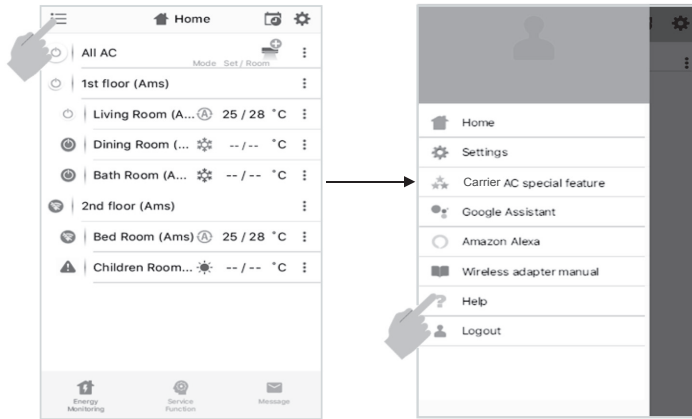 Home
All AC
Mode Set / Room
1st floor (Ams)
Living Room (A... A 25 / 28 °C
Dining Room (... -- / -- °C
Bath Room (A... -- / -- °C
2nd floor (Ams)
Bed Room (Ams) A 25 / 28 °C
Children Room... -- / -- °C
Energy
Monitoring
Service
Function
Message
Home
Settings
Carrier AC special feature
Google Assistant
Amazon Alexa
Wireless adapter manual
Help
Logout